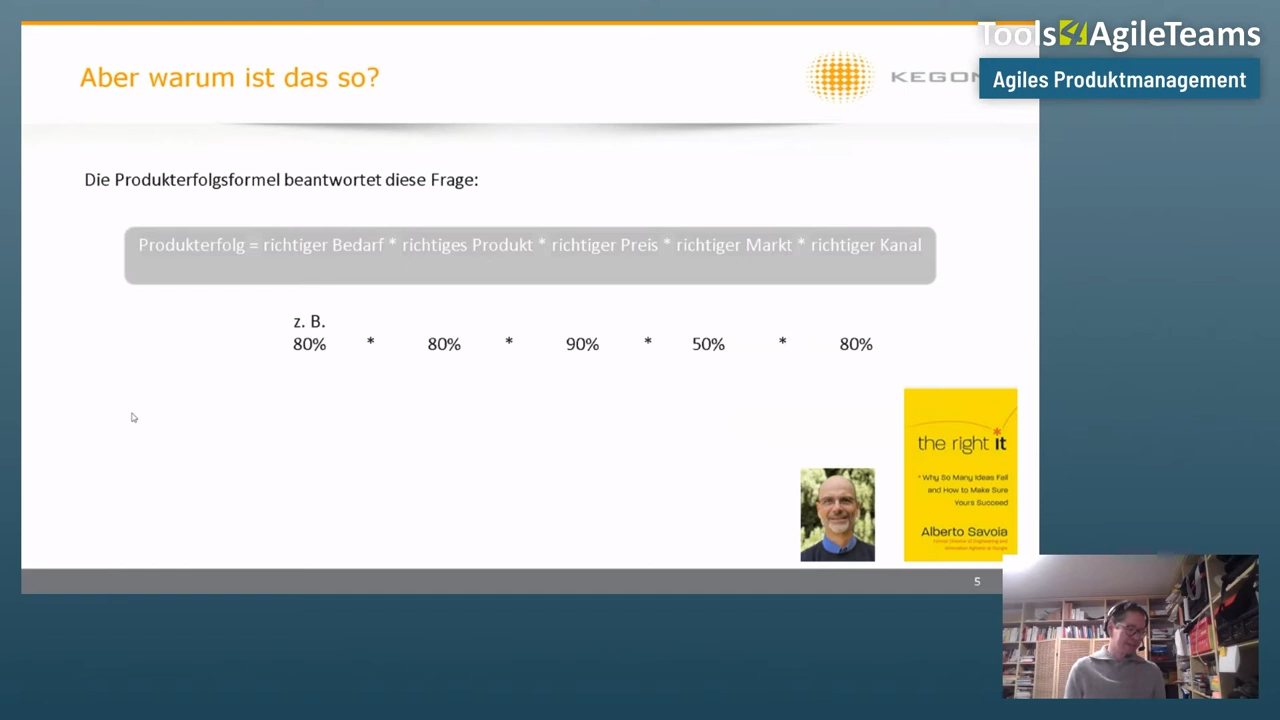 Tools4AgileTeams
Agiles Produktmanagement
Aber warum ist das so?
KEGON
Die Produkterfolgsformel beantwortet diese Frage:
Produkterfolg = richtiger Bedarf * richtiges Produkt * richtiger Preis * richtiger Markt * richtiger Kanal
z. B.
80% * 80% * 90% * 50% * 80%
the right it
* Why So Many Ideas Fail
and How to Make Sure
Yours Succeed
Alberto Savoia
5